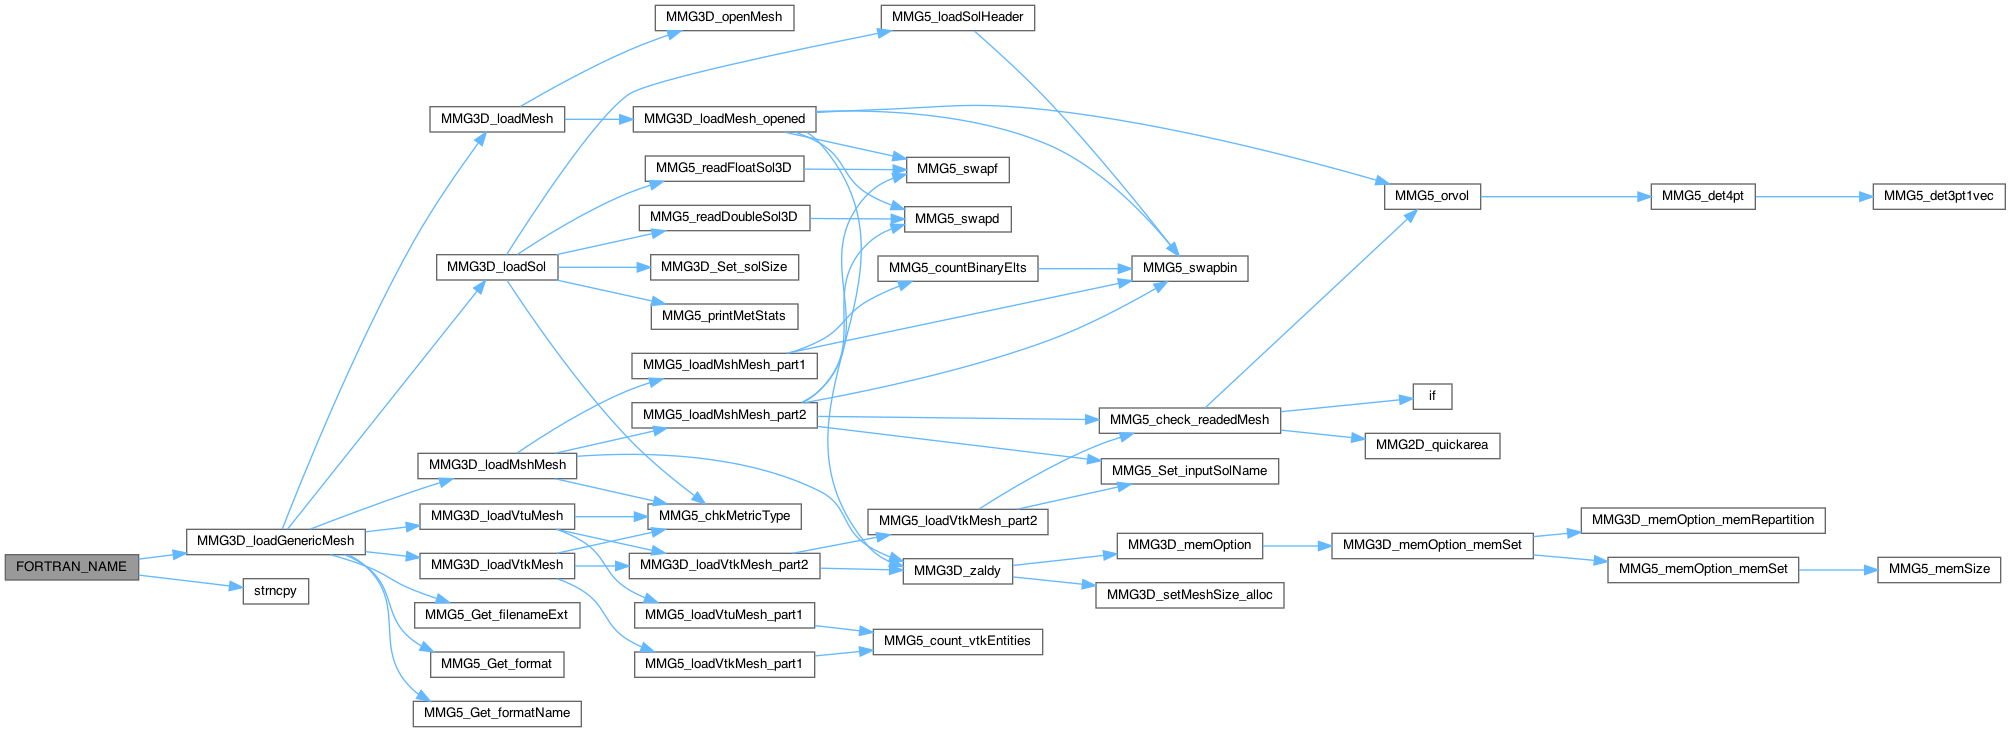 FORTRAN_NAME
MMG3D_loadGenericMesh
strncpy
MMG3D_loadMesh
MMG3D_loadSol
MMG3D_loadMshMesh
MMG3D_loadVtuMesh
MMG3D_loadVtkMesh
MMG5_Get_filenameExt
MMG5_Get_format
MMG5_Get_formatName
MMG3D_openMesh
MMG3D_loadMesh_opened
MMG5_readFloatSol3D
MMG5_readDoubleSol3D
MMG3D_Set_solSize
MMG5_printMetStats
MMG5_loadMshMesh_part1
MMG5_loadMshMesh_part2
MMG5_chkMetricType
MMG3D_loadVtkMesh_part2
MMG5_loadVtuMesh_part1
MMG5_loadVtkMesh_part1
MMG5_loadSolHeader
MMG5_swapf
MMG5_swapd
MMG5_countBinaryElts
MMG5_loadVtkMesh_part2
MMG3D_zaldy
MMG5_count_vtkEntities
MMG5_swapbin
MMG5_check_readedMesh
MMG5_Set_inputSolName
MMG3D_memOption
MMG3D_setMeshSize_alloc
MMG5_orvol
if
MMG2D_quickarea
MMG3D_memOption_memSet
MMG5_det4pt
MMG3D_memOption_memRepartition
MMG5_memOption_memSet
MMG5_det3pt1vec
MMG5_memSize